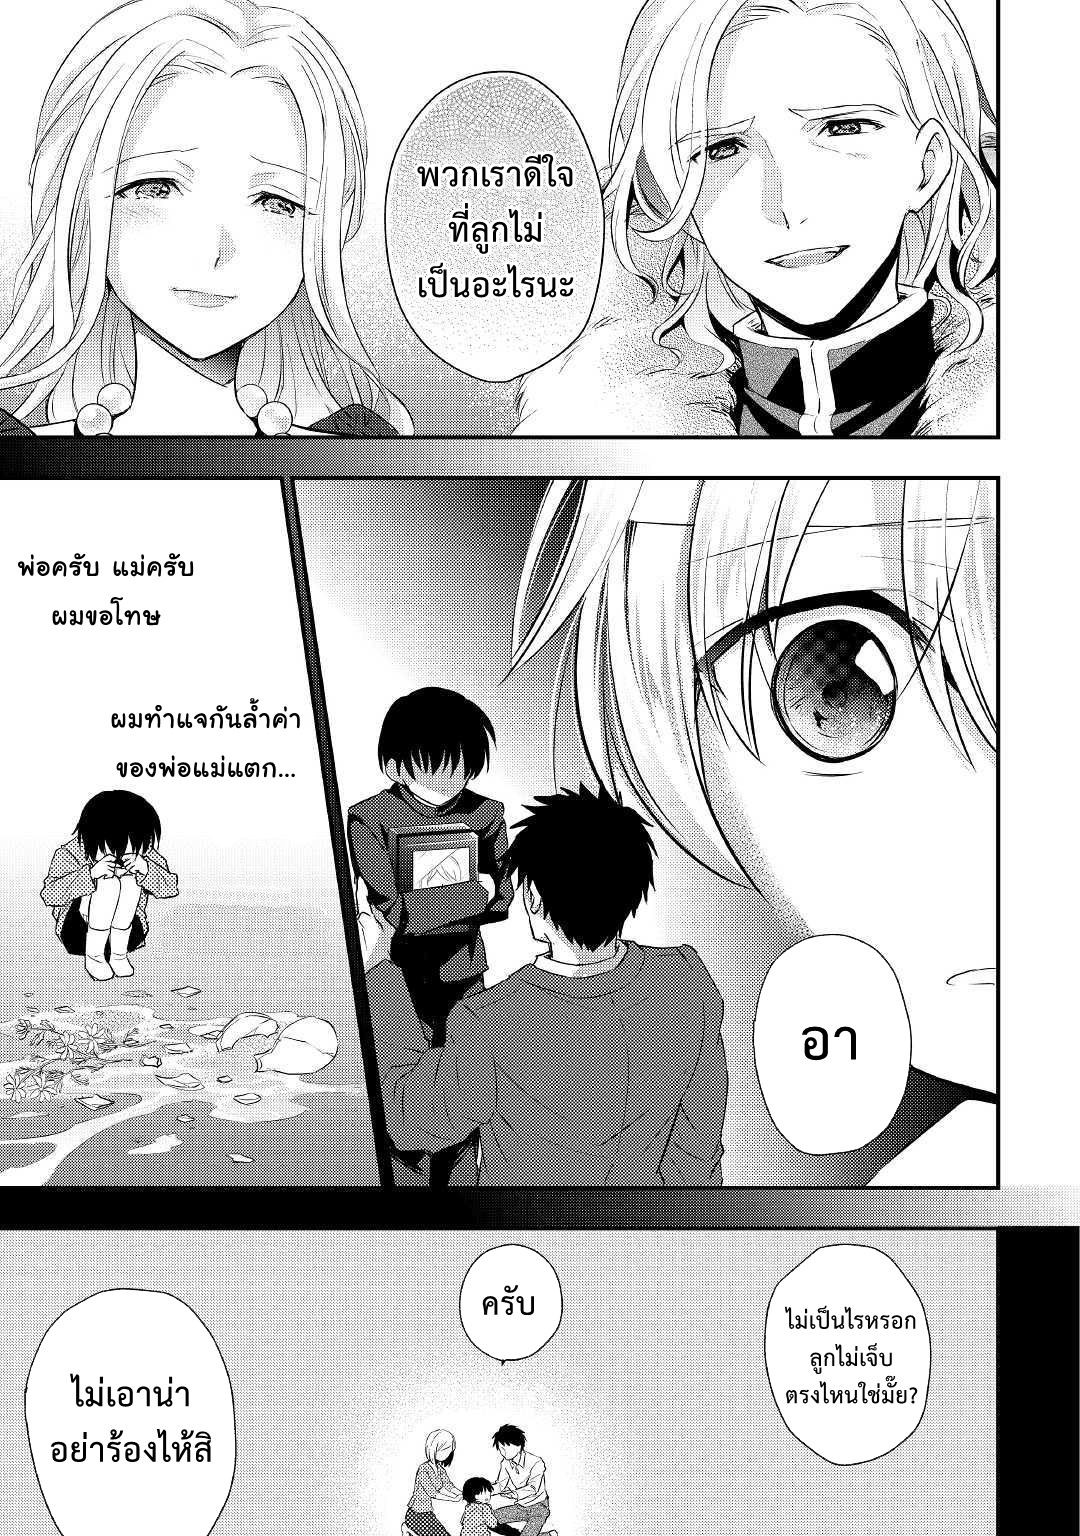 พวกเราดีใจ
ที่ลูกไม่
เป็นอะไรนะ
อา
พ่อครับ แม่ครับ
ผมขอโทษ
ผมทำแจกันล้ำค่า
ของพ่อแม่แตก...
ไม่เป็นไรหรอก
ลูกไม่เจ็บ
ตรงไหนใช่มั๊ย?
ครับ
ไม่เอาน่า
อย่าร้องไห้สิ